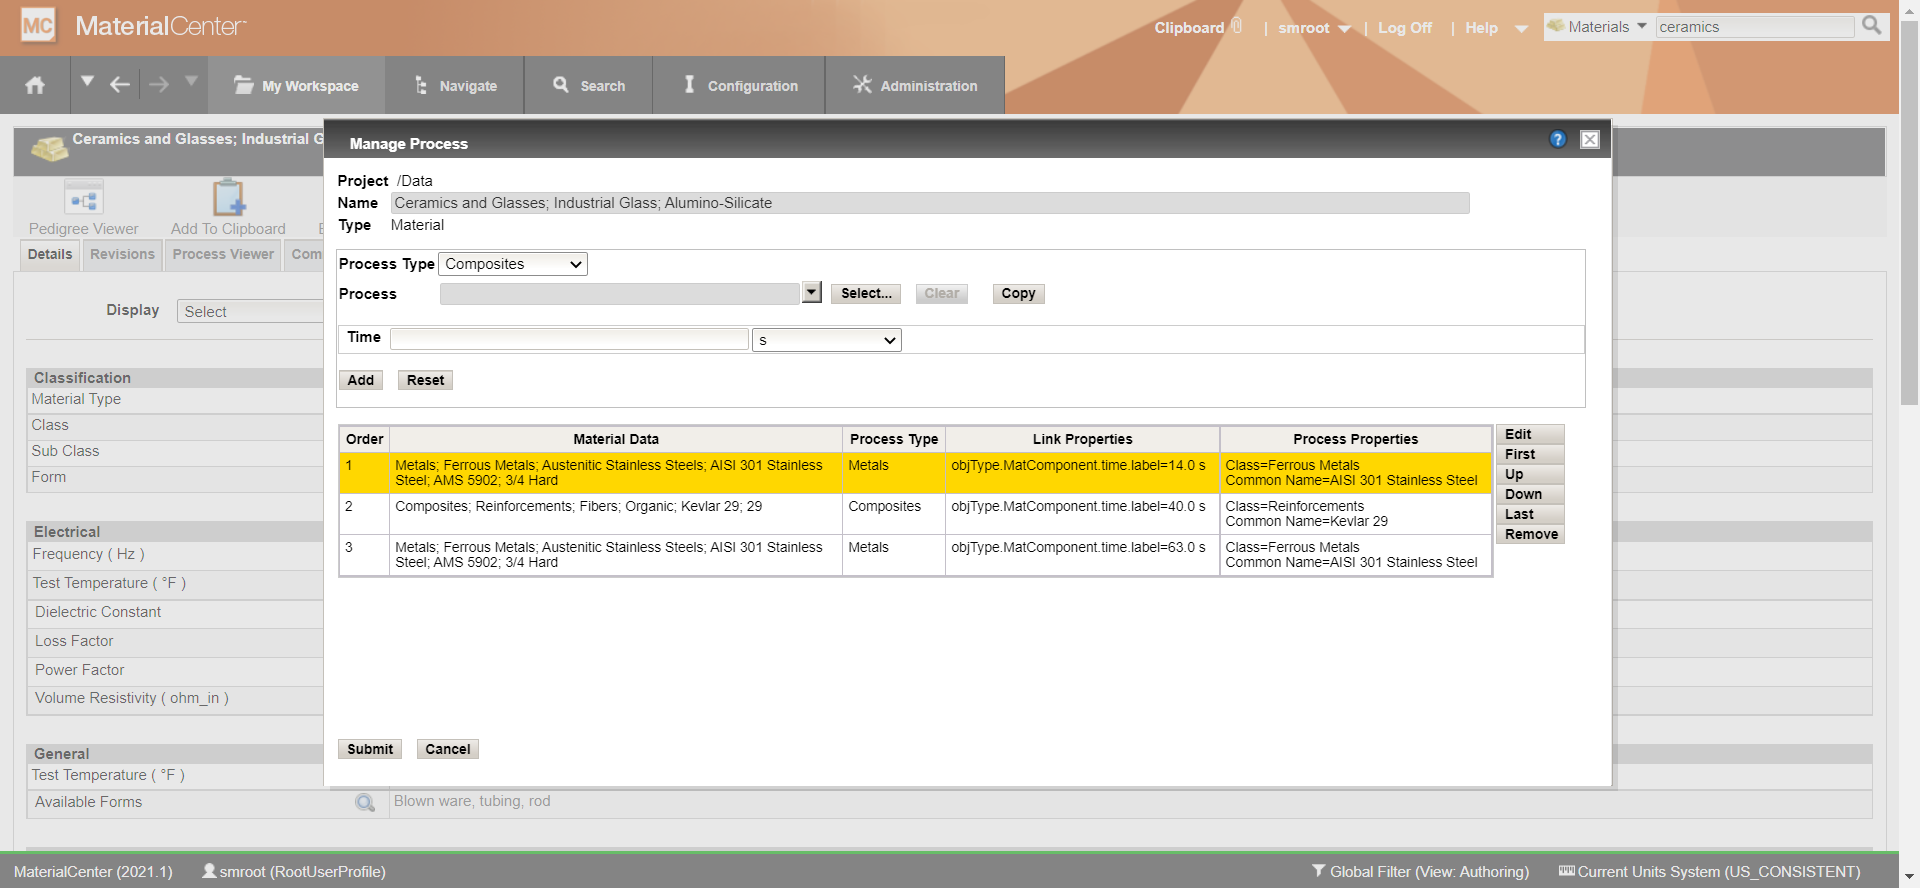 MC MaterialCenter
Clipboard | smroot | Log Off | Help Materials ceramics
My Workspace Navigate Search Configuration Administration
Ceramics and Glasses; Industrial G
Pedigree Viewer Add To Clipboard
Details Revisions Process Viewer Com
Display Select
Classification
Material Type
Class
Sub Class
Form
Electrical
Frequency ( Hz )
Test Temperature ( °F )
Dielectric Constant
Loss Factor
Power Factor
Volume Resistivity ( ohm_in )
General
Test Temperature ( °F )
Available Forms Blown ware, tubing, rod
Manage Process ?
Project /Data
Name Ceramics and Glasses; Industrial Glass; Alumino-Silicate
Type Material
Process Type Composites
Process Select... Clear Copy
Time s
Add Reset
Order Material Data Process Type Link Properties Process Properties
1 Metals; Ferrous Metals; Austenitic Stainless Steels; AISI 301 Stainless Metals objType.MatComponent.time.label=14.0 s Class=Ferrous Metals
Steel; AMS 5902; 3/4 Hard Common Name=AISI 301 Stainless Steel
2 Composites; Reinforcements; Fibers; Organic; Kevlar 29; 29 Composites objType.MatComponent.time.label=40.0 s Class=Reinforcements
Common Name=Kevlar 29
3 Metals; Ferrous Metals; Austenitic Stainless Steels; AISI 301 Stainless Metals objType.MatComponent.time.label=63.0 s Class=Ferrous Metals
Steel; AMS 5902; 3/4 Hard Common Name=AISI 301 Stainless Steel
Edit
First
Up
Down
Last
Remove
Submit Cancel
MaterialCenter (2021.1) smroot (RootUserProfile) Global Filter (View: Authoring) Current Units System (US_CONSISTENT)